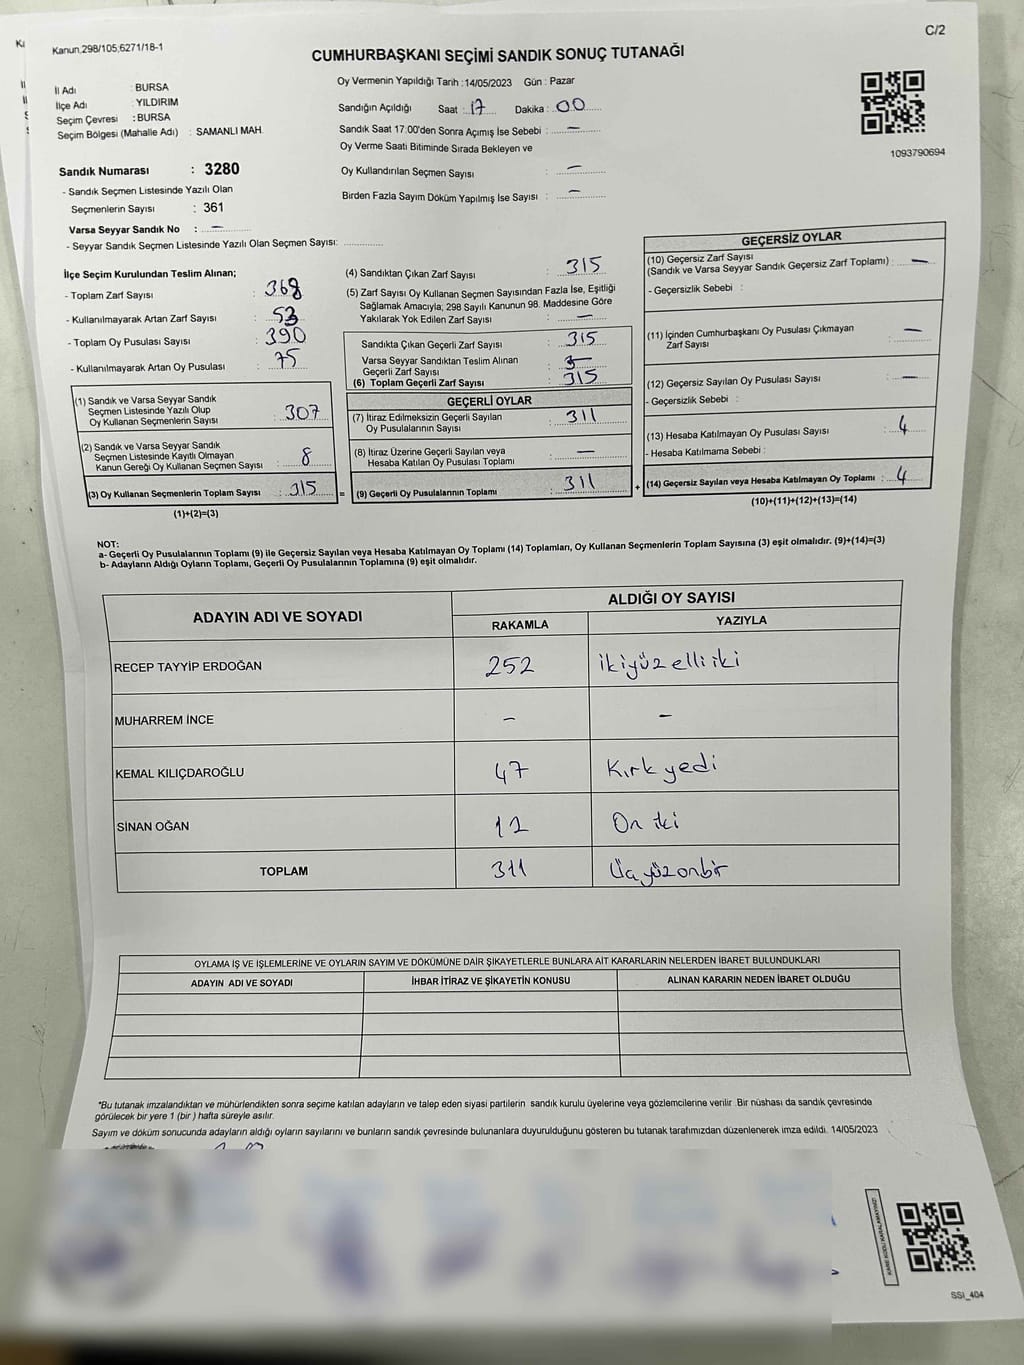 Kanun,298/105,6271/18-1
C/2
CUMHURBAŞKANI SEÇİMİ SANDIK SONUÇ TUTANAĞI
İl Adı : BURSA
İlçe Adı : YILDIRIM
Seçim Çevresi : BURSA
Seçim Bölgesi (Mahalle Adı) : SAMANLI MAH.
Oy Vermenin Yapıldığı Tarih : 14/05/2023 Gün : Pazar
Sandığın Açıldığı Saat : 17 Dakika : 00
Sandık Saat 17:00'den Sonra Açımış İse Sebebi : —
Oy Verme Saati Bitiminde Sırada Bekleyen ve
Oy Kullandırılan Seçmen Sayısı : —
Birden Fazla Sayım Döküm Yapılmış İse Sayısı : —
1093790694
Sandık Numarası : 3280
- Sandık Seçmen Listesinde Yazılı Olan
Seçmenlerin Sayısı : 361
Varsa Seyyar Sandık No : —
- Seyyar Sandık Seçmen Listesinde Yazılı Olan Seçmen Sayısı: ............
İlçe Seçim Kurulundan Teslim Alınan;
- Toplam Zarf Sayısı : 368
- Kullanılmayarak Artan Zarf Sayısı : 53
- Toplam Oy Pusulası Sayısı : 390
- Kullanılmayarak Artan Oy Pusulası : 75
(1) Sandık ve Varsa Seyyar Sandık
Seçmen Listesinde Yazılı Olup
Oy Kullanan Seçmenlerin Sayısı : 307
(2) Sandık ve Varsa Seyyar Sandık
Seçmen Listesinde Kayıtlı Olmayan
Kanun Gereği Oy Kullanan Seçmen Sayısı : 8
(3) Oy Kullanan Seçmenlerin Toplam Sayısı : 315
(1)+(2)=(3)
(4) Sandıktan Çıkan Zarf Sayısı : 315
(5) Zarf Sayısı Oy Kullanan Seçmen Sayısından Fazla İse, Eşitliği
Sağlamak Amacıyla, 298 Sayılı Kanunun 98. Maddesine Göre
Yakılarak Yok Edilen Zarf Sayısı : —
Sandıkta Çıkan Geçerli Zarf Sayısı : 315
Varsa Seyyar Sandıktan Teslim Alınan
Geçerli Zarf Sayısı :
(6) Toplam Geçerli Zarf Sayısı : 315
=
GEÇERLİ OYLAR
(7) İtiraz Edilmeksizin Geçerli Sayılan
Oy Pusulalarının Sayısı : 311
(8) İtiraz Üzerine Geçerli Sayılan veya
Hesaba Katılan Oy Pusulası Toplamı : —
(9) Geçerli Oy Pusulalarının Toplamı : 311
+
GEÇERSİZ OYLAR
(10) Geçersiz Zarf Sayısı
(Sandık ve Varsa Seyyar Sandık Geçersiz Zarf Toplamı) : —
- Geçersizlik Sebebi :
(11) İçinden Cumhurbaşkanı Oy Pusulası Çıkmayan
Zarf Sayısı : —
(12) Geçersiz Sayılan Oy Pusulası Sayısı : —
- Geçersizlik Sebebi :
(13) Hesaba Katılmayan Oy Pusulası Sayısı : 4
- Hesaba Katılmama Sebebi :
(14) Geçersiz Sayılan veya Hesaba Katılmayan Oy Toplamı : 4
(10)+(11)+(12)+(13)=(14)
NOT:
a- Geçerli Oy Pusulalarının Toplamı (9) ile Geçersiz Sayılan veya Hesaba Katılmayan Oy Toplamı (14) Toplamları, Oy Kullanan Seçmenlerin Toplam Sayısına (3) eşit olmalıdır. (9)+(14)=(3)
b- Adayların Aldığı Oyların Toplamı, Geçerli Oy Pusulalarının Toplamına (9) eşit olmalıdır.
ADAYIN ADI VE SOYADI
ALDIĞI OY SAYISI
RAKAMLA YAZIYLA
RECEP TAYYİP ERDOĞAN 252 ikiyüz elli iki
MUHARREM İNCE — —
KEMAL KILIÇDAROĞLU 47 Kırk yedi
SİNAN OĞAN 12 On iki
TOPLAM 311 Üçyüzonbir
OYLAMA İŞ VE İŞLEMLERİNE VE OYLARIN SAYIM VE DÖKÜMÜNE DAİR ŞİKAYETLERLE BUNLARA AİT KARARLARIN NELERDEN İBARET BULUNDUKLARI
ADAYIN ADI VE SOYADI İHBAR İTİRAZ VE ŞİKAYETİN KONUSU ALINAN KARARIN NEDEN İBARET OLDUĞU
*Bu tutanak imzalandıktan ve mühürlendikten sonra seçime katılan adayların ve talep eden siyasi partilerin sandık kurulu üyelerine veya gözlemcilerine verilir .Bir nüshası da sandık çevresinde
görülecek bir yere 1 (bir ) hafta süreyle asılır.
Sayım ve döküm sonucunda adayların aldığı oyların sayılarını ve bunların sandık çevresinde bulunanlara duyurulduğunu gösteren bu tutanak tarafımızdan düzenlenerek imza edildi. 14/05/2023
KARE KODU KARALAMAYINIZ!
SSI_404